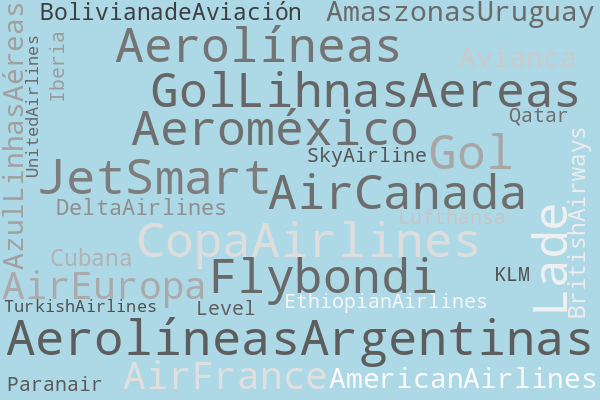 BolivianadeAviación
AmaszonasUruguay
Aerolíneas
Avianca
Iberia
AzulLinhasAéreas
UnitedAirlines
GolLihnasAereas
Aeroméxico
Qatar
SkyAirline
Gol
JetSmart
AirCanada
BritishAirways
DeltaAirlines
Lufthansa
CopaAirlines
Lade
Cubana
AirEuropa
Flybondi
KLM
TurkishAirlines
Level
EthiopianAirlines
AerolíneasArgentinas
Paranair
AirFrance
AmericanAirlines